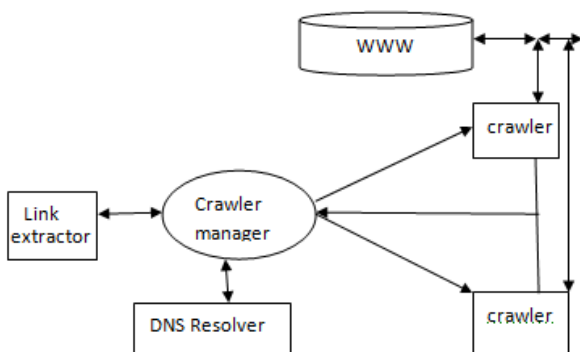 WWW
crawler
Link
extractor
Crawler
manager
DNS Resolver
crawler.